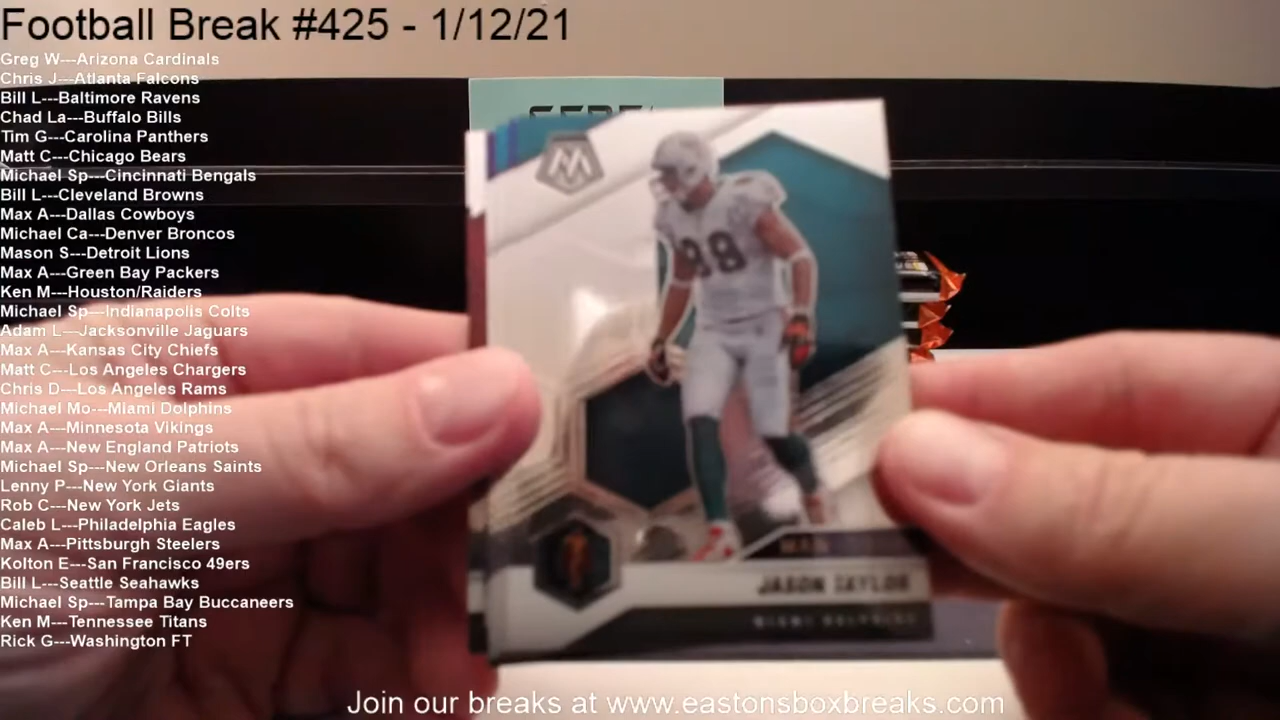 Football Break #425 - 1/12/21
Greg W---Arizona Cardinals
Chris J---Atlanta Falcons
Bill L---Baltimore Ravens
Chad La---Buffalo Bills
Tim G---Carolina Panthers
Matt C---Chicago Bears
Michael Sp---Cincinnati Bengals
Bill L---Cleveland Browns
Max A---Dallas Cowboys
Michael Ca---Denver Broncos
Mason S---Detroit Lions
Max A---Green Bay Packers
Ken M---Houston/Raiders
Michael Sp---Indianapolis Colts
Adam L---Jacksonville Jaguars
Max A---Kansas City Chiefs
Matt C---Los Angeles Chargers
Chris D---Los Angeles Rams
Michael Mo---Miami Dolphins
Max A---Minnesota Vikings
Max A---New England Patriots
Michael Sp---New Orleans Saints
Lenny P---New York Giants
Rob C---New York Jets
Caleb L---Philadelphia Eagles
Max A---Pittsburgh Steelers
Kolton E---San Francisco 49ers
Bill L---Seattle Seahawks
Michael Sp---Tampa Bay Buccaneers
Ken M---Tennessee Titans
Rick G---Washington FT
M
JASON TAYLOR
MIAMI DOLPHINS
Join our breaks at www.eastonsboxbreaks.com